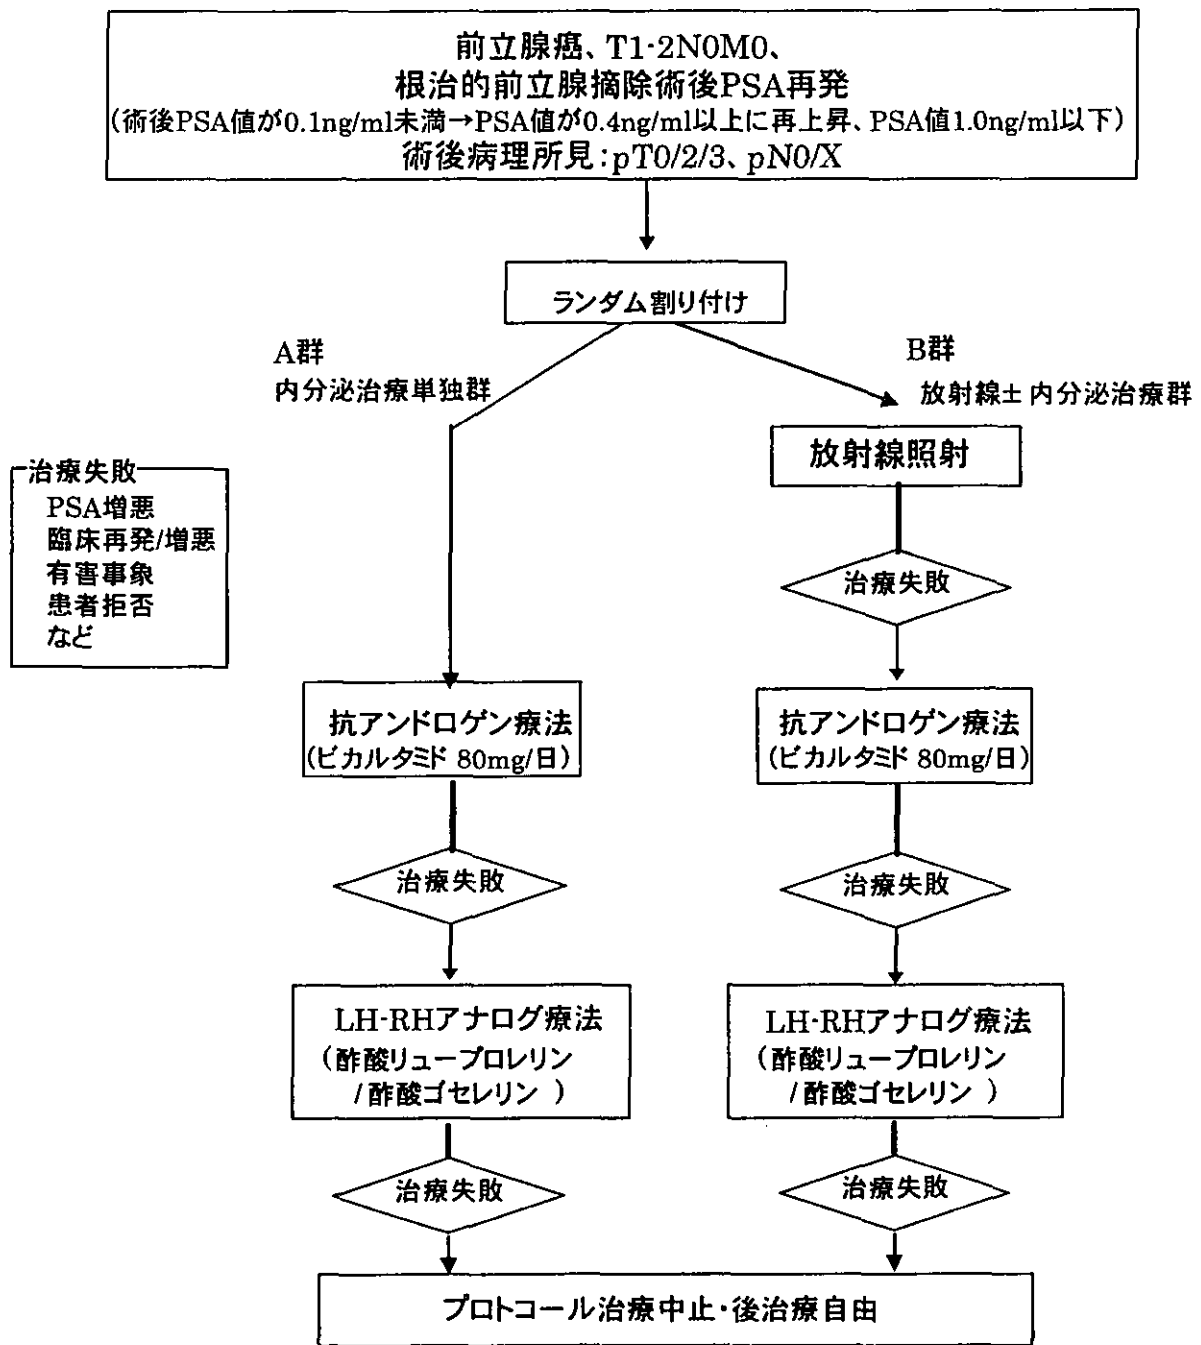 前立腺癌、T1-2N0M0、
根治的前立腺摘除術後PSA再発
(術後PSA値が0.1ng/ml未満→PSA値が0.4ng/ml以上に再上昇、PSA値1.0ng/ml以下)
術後病理所見:pT0/2/3、pN0/X
ランダム割り付け
A群
内分泌治療単独群
B群
放射線± 内分泌治療群
治療失敗
PSA増悪
臨床再発/増悪
有害事象
患者拒否
など
放射線照射
治療失敗
抗アンドロゲン療法
(ビカルタミド 80mg/日)
抗アンドロゲン療法
(ビカルタミド 80mg/日)
治療失敗
治療失敗
LH-RHアナログ療法
(酢酸リュープロレリン
/酢酸ゴセレリン )
LH-RHアナログ療法
(酢酸リュープロレリン
/酢酸ゴセレリン )
治療失敗
治療失敗
プロトコール治療中止・後治療自由